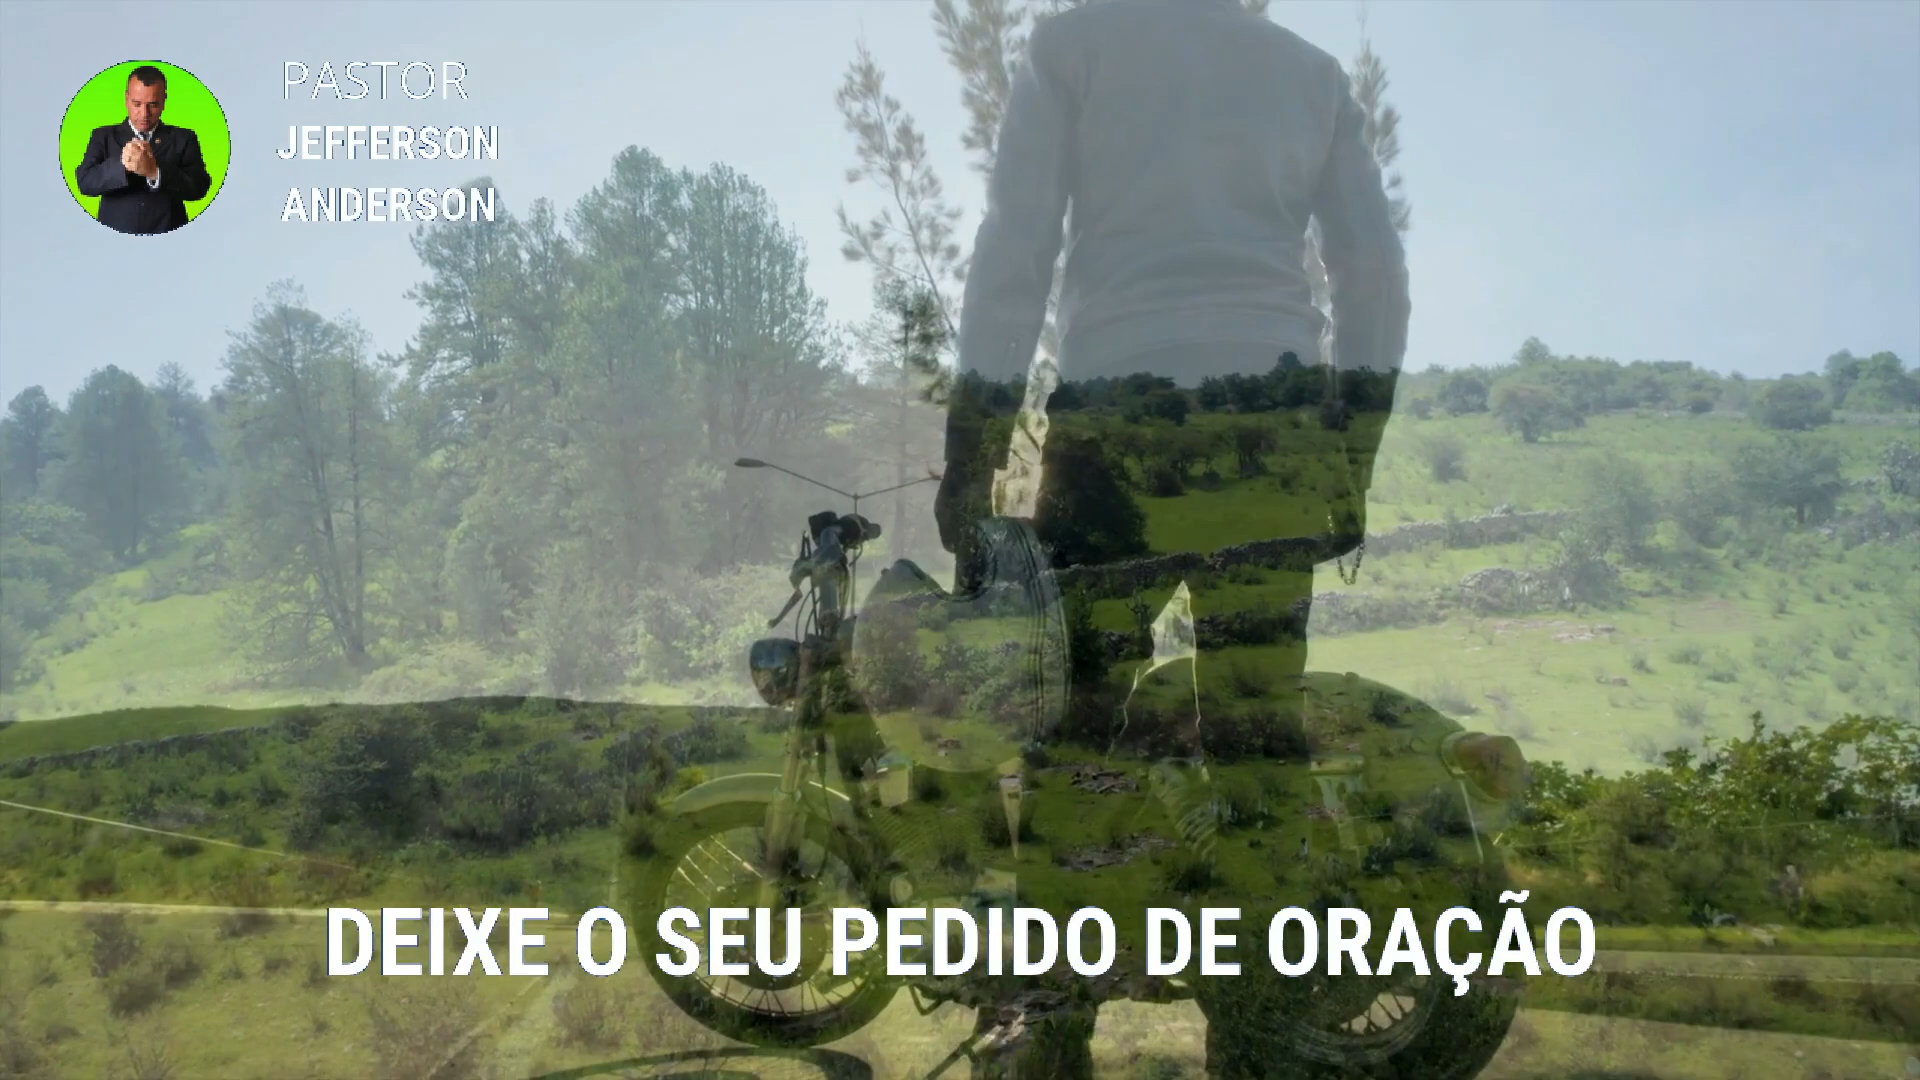 PASTOR
JEFFERSON
ANDERSON
DEIXE O SEU PEDIDO DE ORAÇÃO